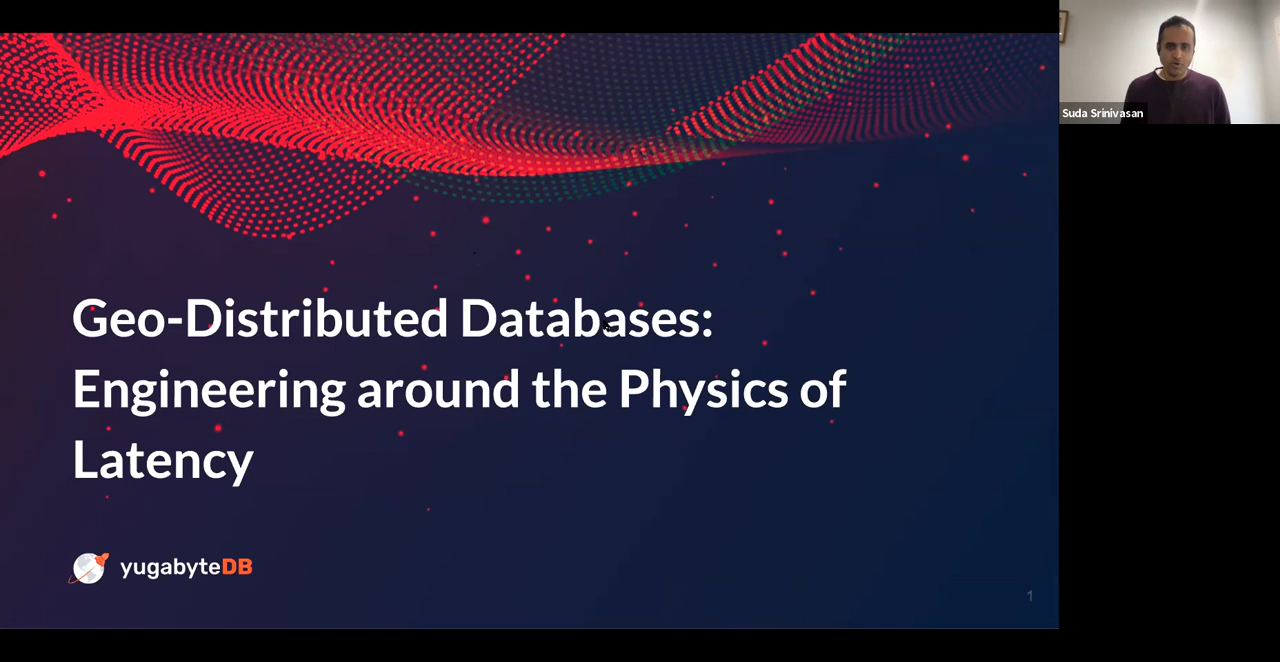 Suda Srinivasan
Geo-Distributed Databases:
Engineering around the Physics of
Latency
yugabyteDB
1